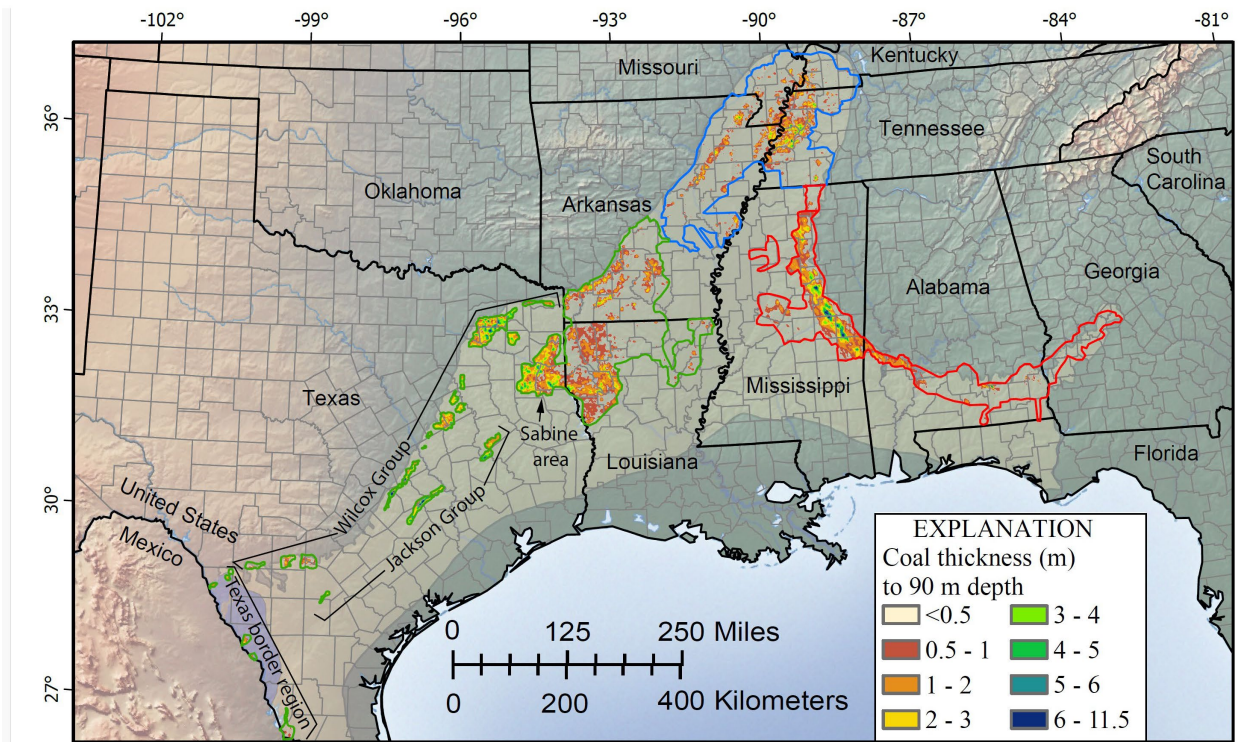 -102° -99° -96° -93° -90° -87° -84° -81°
Kentucky
Missouri
36°
Tennessee
South
Carolina
Oklahoma
Arkansas
Georgia
33°
Alabama
Mississippi
Texas
Sabine
area
Louisiana
Florida
Wilcox Group
Jackson Group
30°
United States
Mexico
Texas border region
27°
0 125 250 Miles
0 200 400 Kilometers
EXPLANATION
Coal thickness (m)
to 90 m depth
<0.5 3 - 4
0.5 - 1 4 - 5
1 - 2 5 - 6
2 - 3 6 - 11.5